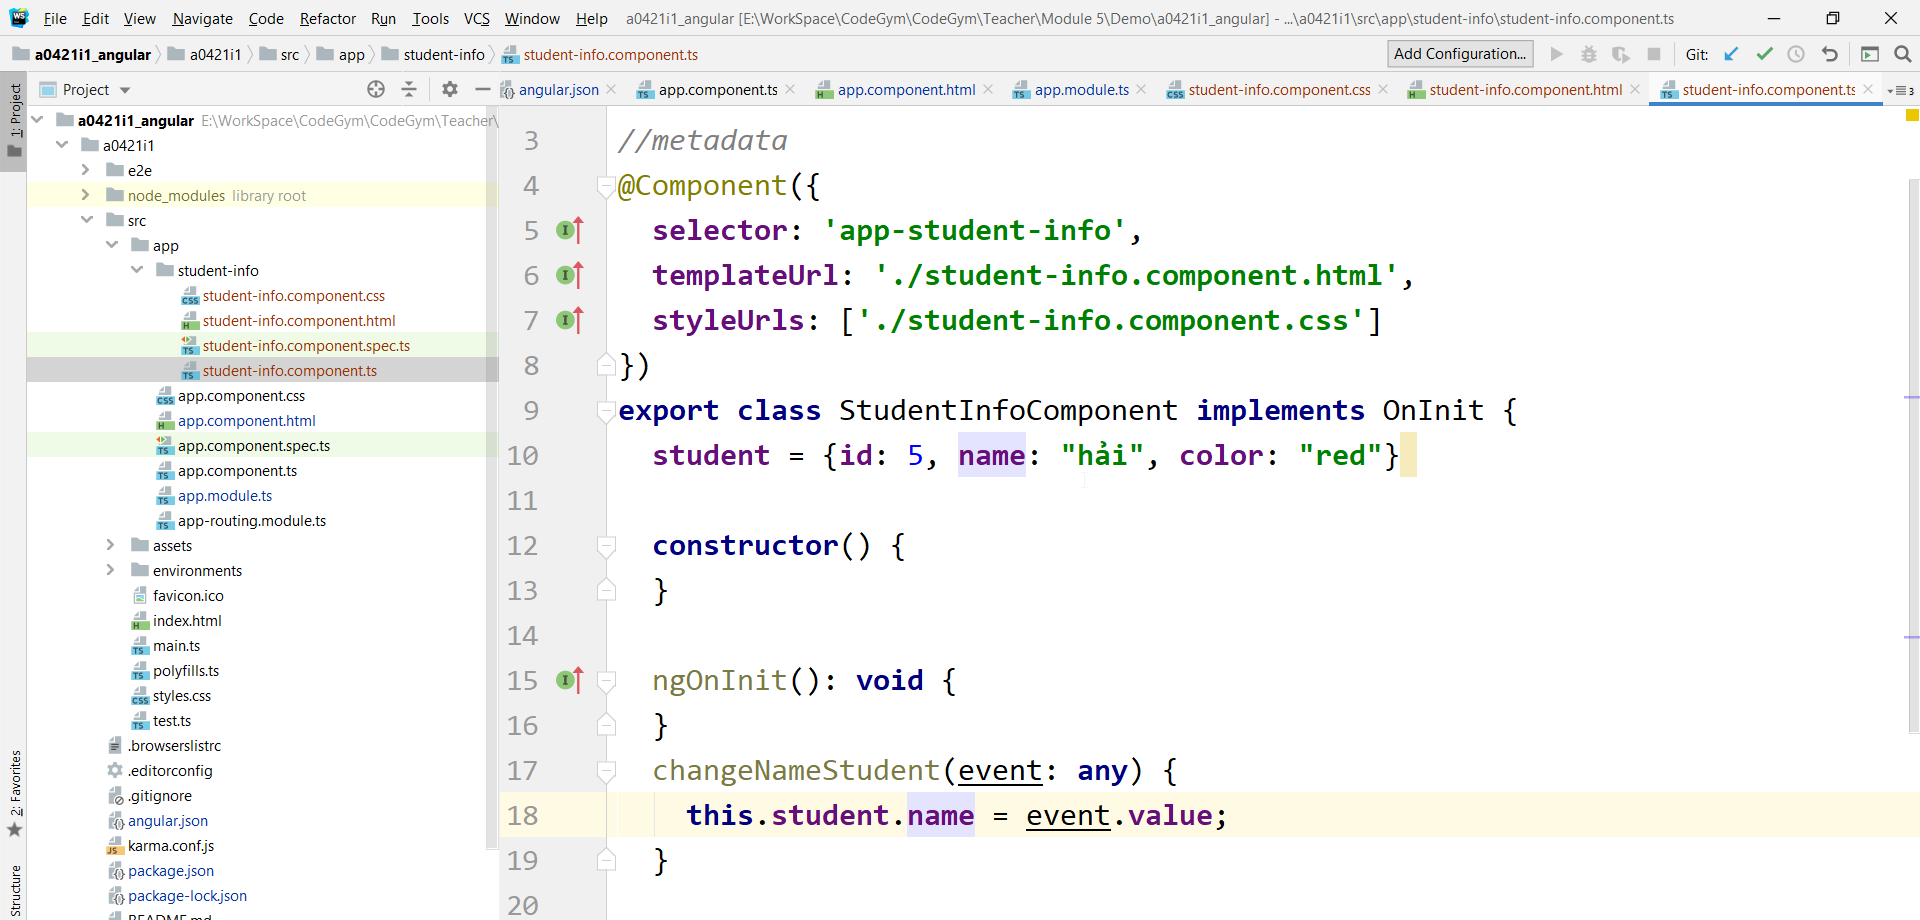 WS File Edit View Navigate Code Refactor Run Tools VCS Window Help a0421i1_angular [E:\WorkSpace\CodeGym\CodeGym\Teacher\Module 5\Demo\a0421i1_angular] - ...\a0421i1\src\app\student-info\student-info.component.ts
a0421i1_angular a0421i1 src app student-info student-info.component.ts Add Configuration... Git:
Project angular.json app.component.ts app.component.html app.module.ts student-info.component.css student-info.component.html student-info.component.ts 3
1: Project
2: Favorites
Structure
a0421i1_angular E:\WorkSpace\CodeGym\CodeGym\Teacher\
a0421i1
e2e
node_modules library root
src
app
student-info
student-info.component.css
student-info.component.html
student-info.component.spec.ts
student-info.component.ts
app.component.css
app.component.html
app.component.spec.ts
app.component.ts
app.module.ts
app-routing.module.ts
assets
environments
favicon.ico
index.html
main.ts
polyfills.ts
styles.css
test.ts
.browserslistrc
.editorconfig
.gitignore
angular.json
karma.conf.js
package.json
package-lock.json
README.md
3 //metadata
4 @Component({
5 selector: 'app-student-info',
6 templateUrl: './student-info.component.html',
7 styleUrls: ['./student-info.component.css']
8 })
9 export class StudentInfoComponent implements OnInit {
10 student = {id: 5, name: "hải", color: "red"}
11
12 constructor() {
13 }
14
15 ngOnInit(): void {
16 }
17 changeNameStudent(event: any) {
18 this.student.name = event.value;
19 }
20